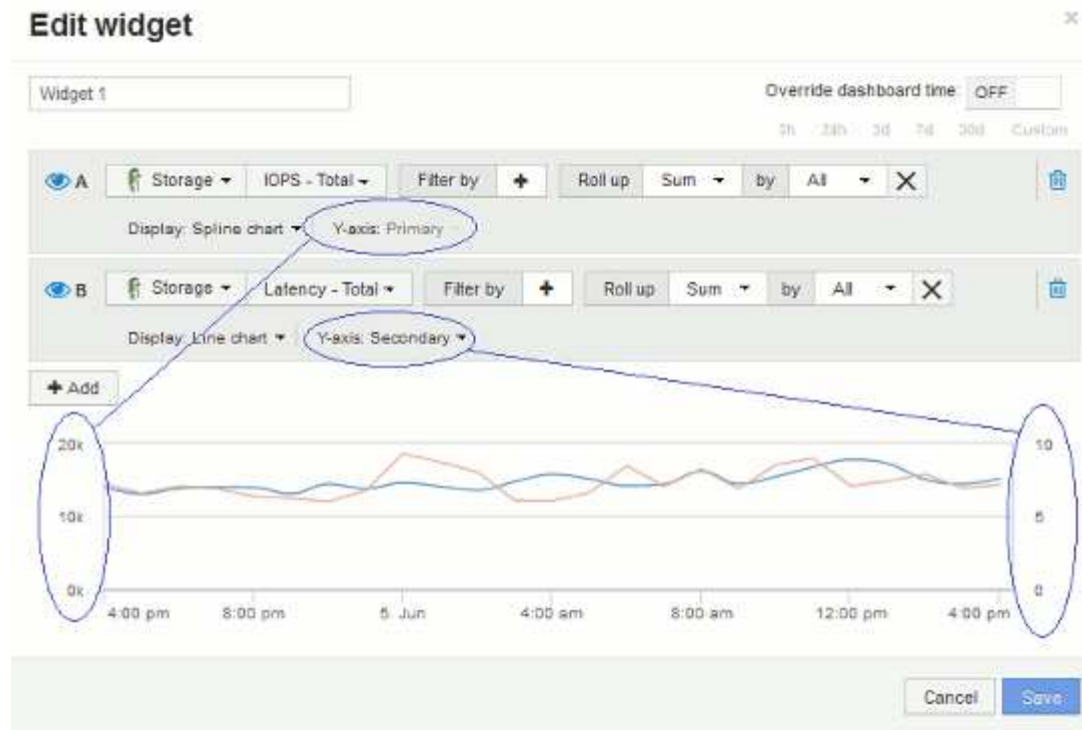 Edit widget
×
Widget 1
Override dashboard time: OFF
3h 24h 3d 7d 30d Custom
A Storage IOPS - Total Filter by + Roll up Sum by All X
Display: Spline chart Y-axis: Primary
B Storage Latency - Total Filter by + Roll up Sum by All X
Display: Line chart Y-axis: Secondary
+ Add
20k 10
10k 5
0k 0
4:00 pm 8:00 pm 5. Jun 4:00 am 8:00 am 12:00 pm 4:00 pm
Cancel Save